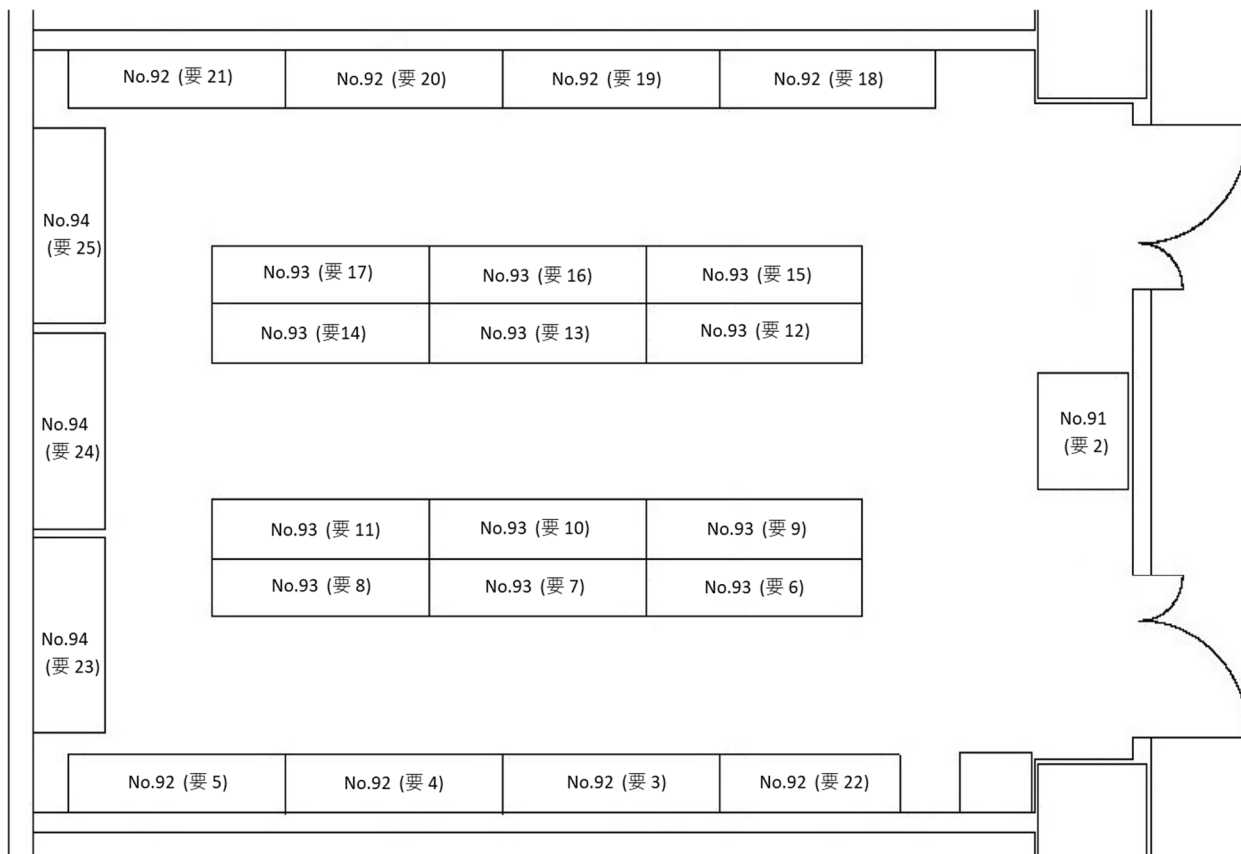 No.92 (要 21)
No.92 (要 20)
No.92 (要 19)
No.92 (要 18)
No.94
(要 25)
No.93 (要 17)
No.93 (要 16)
No.93 (要 15)
No.93 (要14)
No.93 (要 13)
No.93 (要 12)
No.94
(要 24)
No.91
(要 2)
No.93 (要 11)
No.93 (要 10)
No.93 (要 9)
No.93 (要 8)
No.93 (要 7)
No.93 (要 6)
No.94
(要 23)
No.92 (要 5)
No.92 (要 4)
No.92 (要 3)
No.92 (要 22)